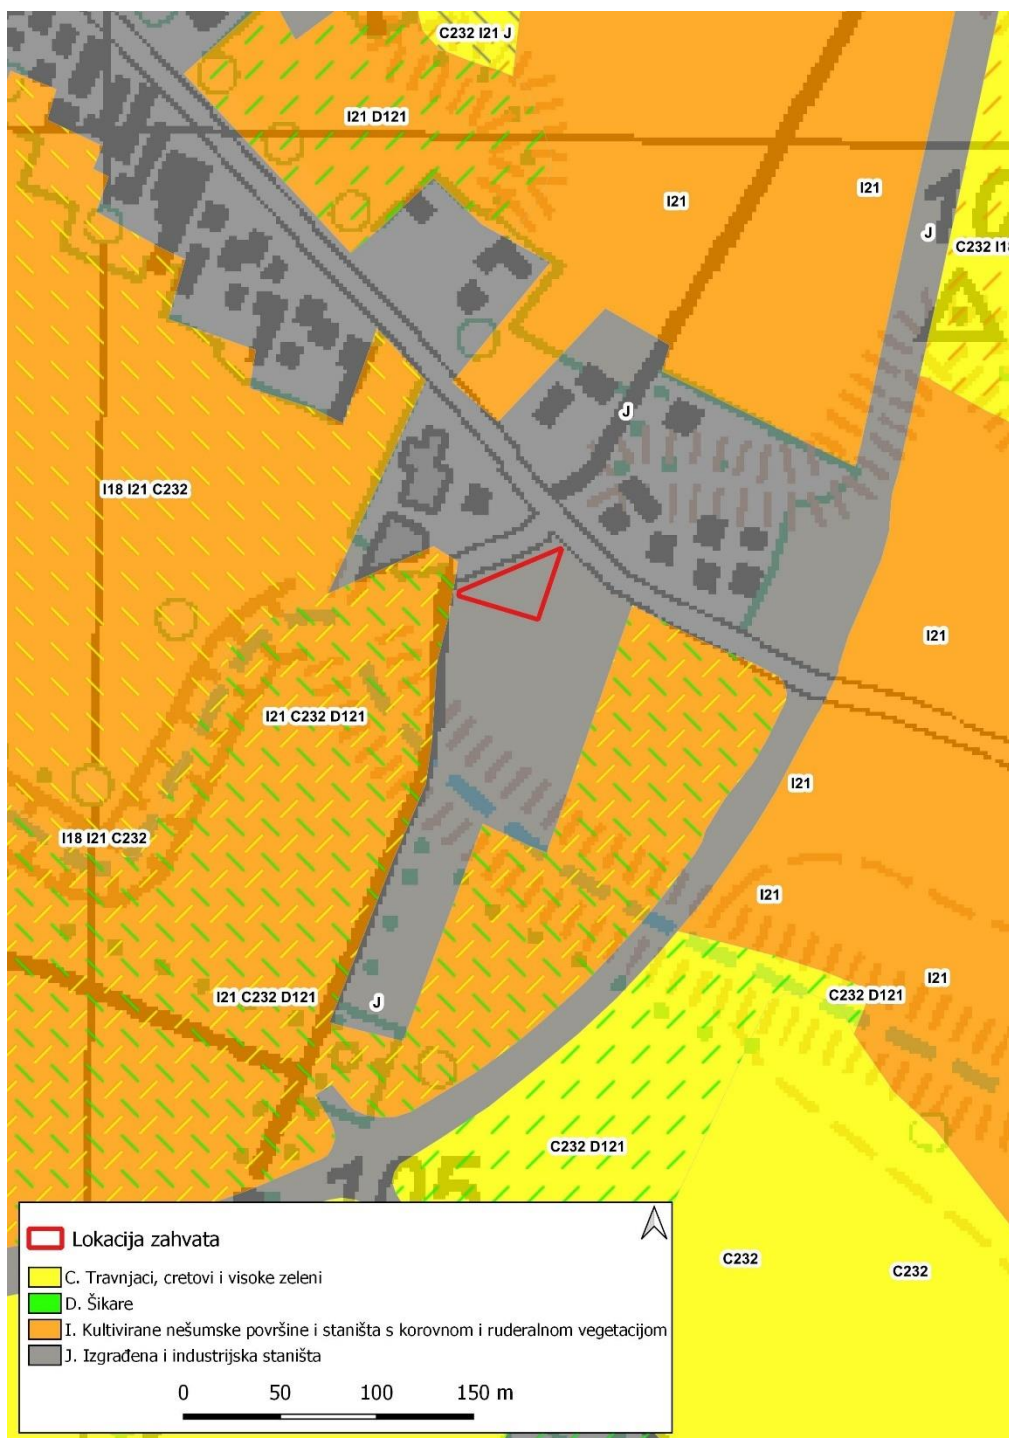 C232 I21 J
I21 D121
I21
I21
J
C232 I18
J
I18 I21 C232
I21
I21 C232 D121
I21
I18 I21 C232
I21
I21
I21 C232 D121
J
C232 D121
C232 D121
105
C232
C232
Lokacija zahvata
C. Travnjaci, cretovi i visoke zeleni
D. Šikare
I. Kultivirane nešumske površine i staništa s korovnom i ruderalnom vegetacijom
J. Izgrađena i industrijska staništa
0 50 100 150 m